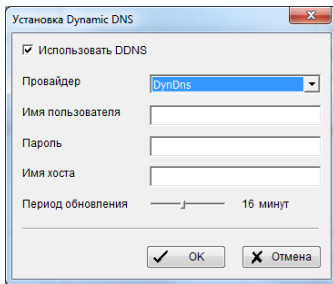 Установка Dynamic DNS
Использовать DDNS
Провайдер DynDns
Имя пользователя
Пароль
Имя хоста
Период обновления 16 минут
OK Отмена